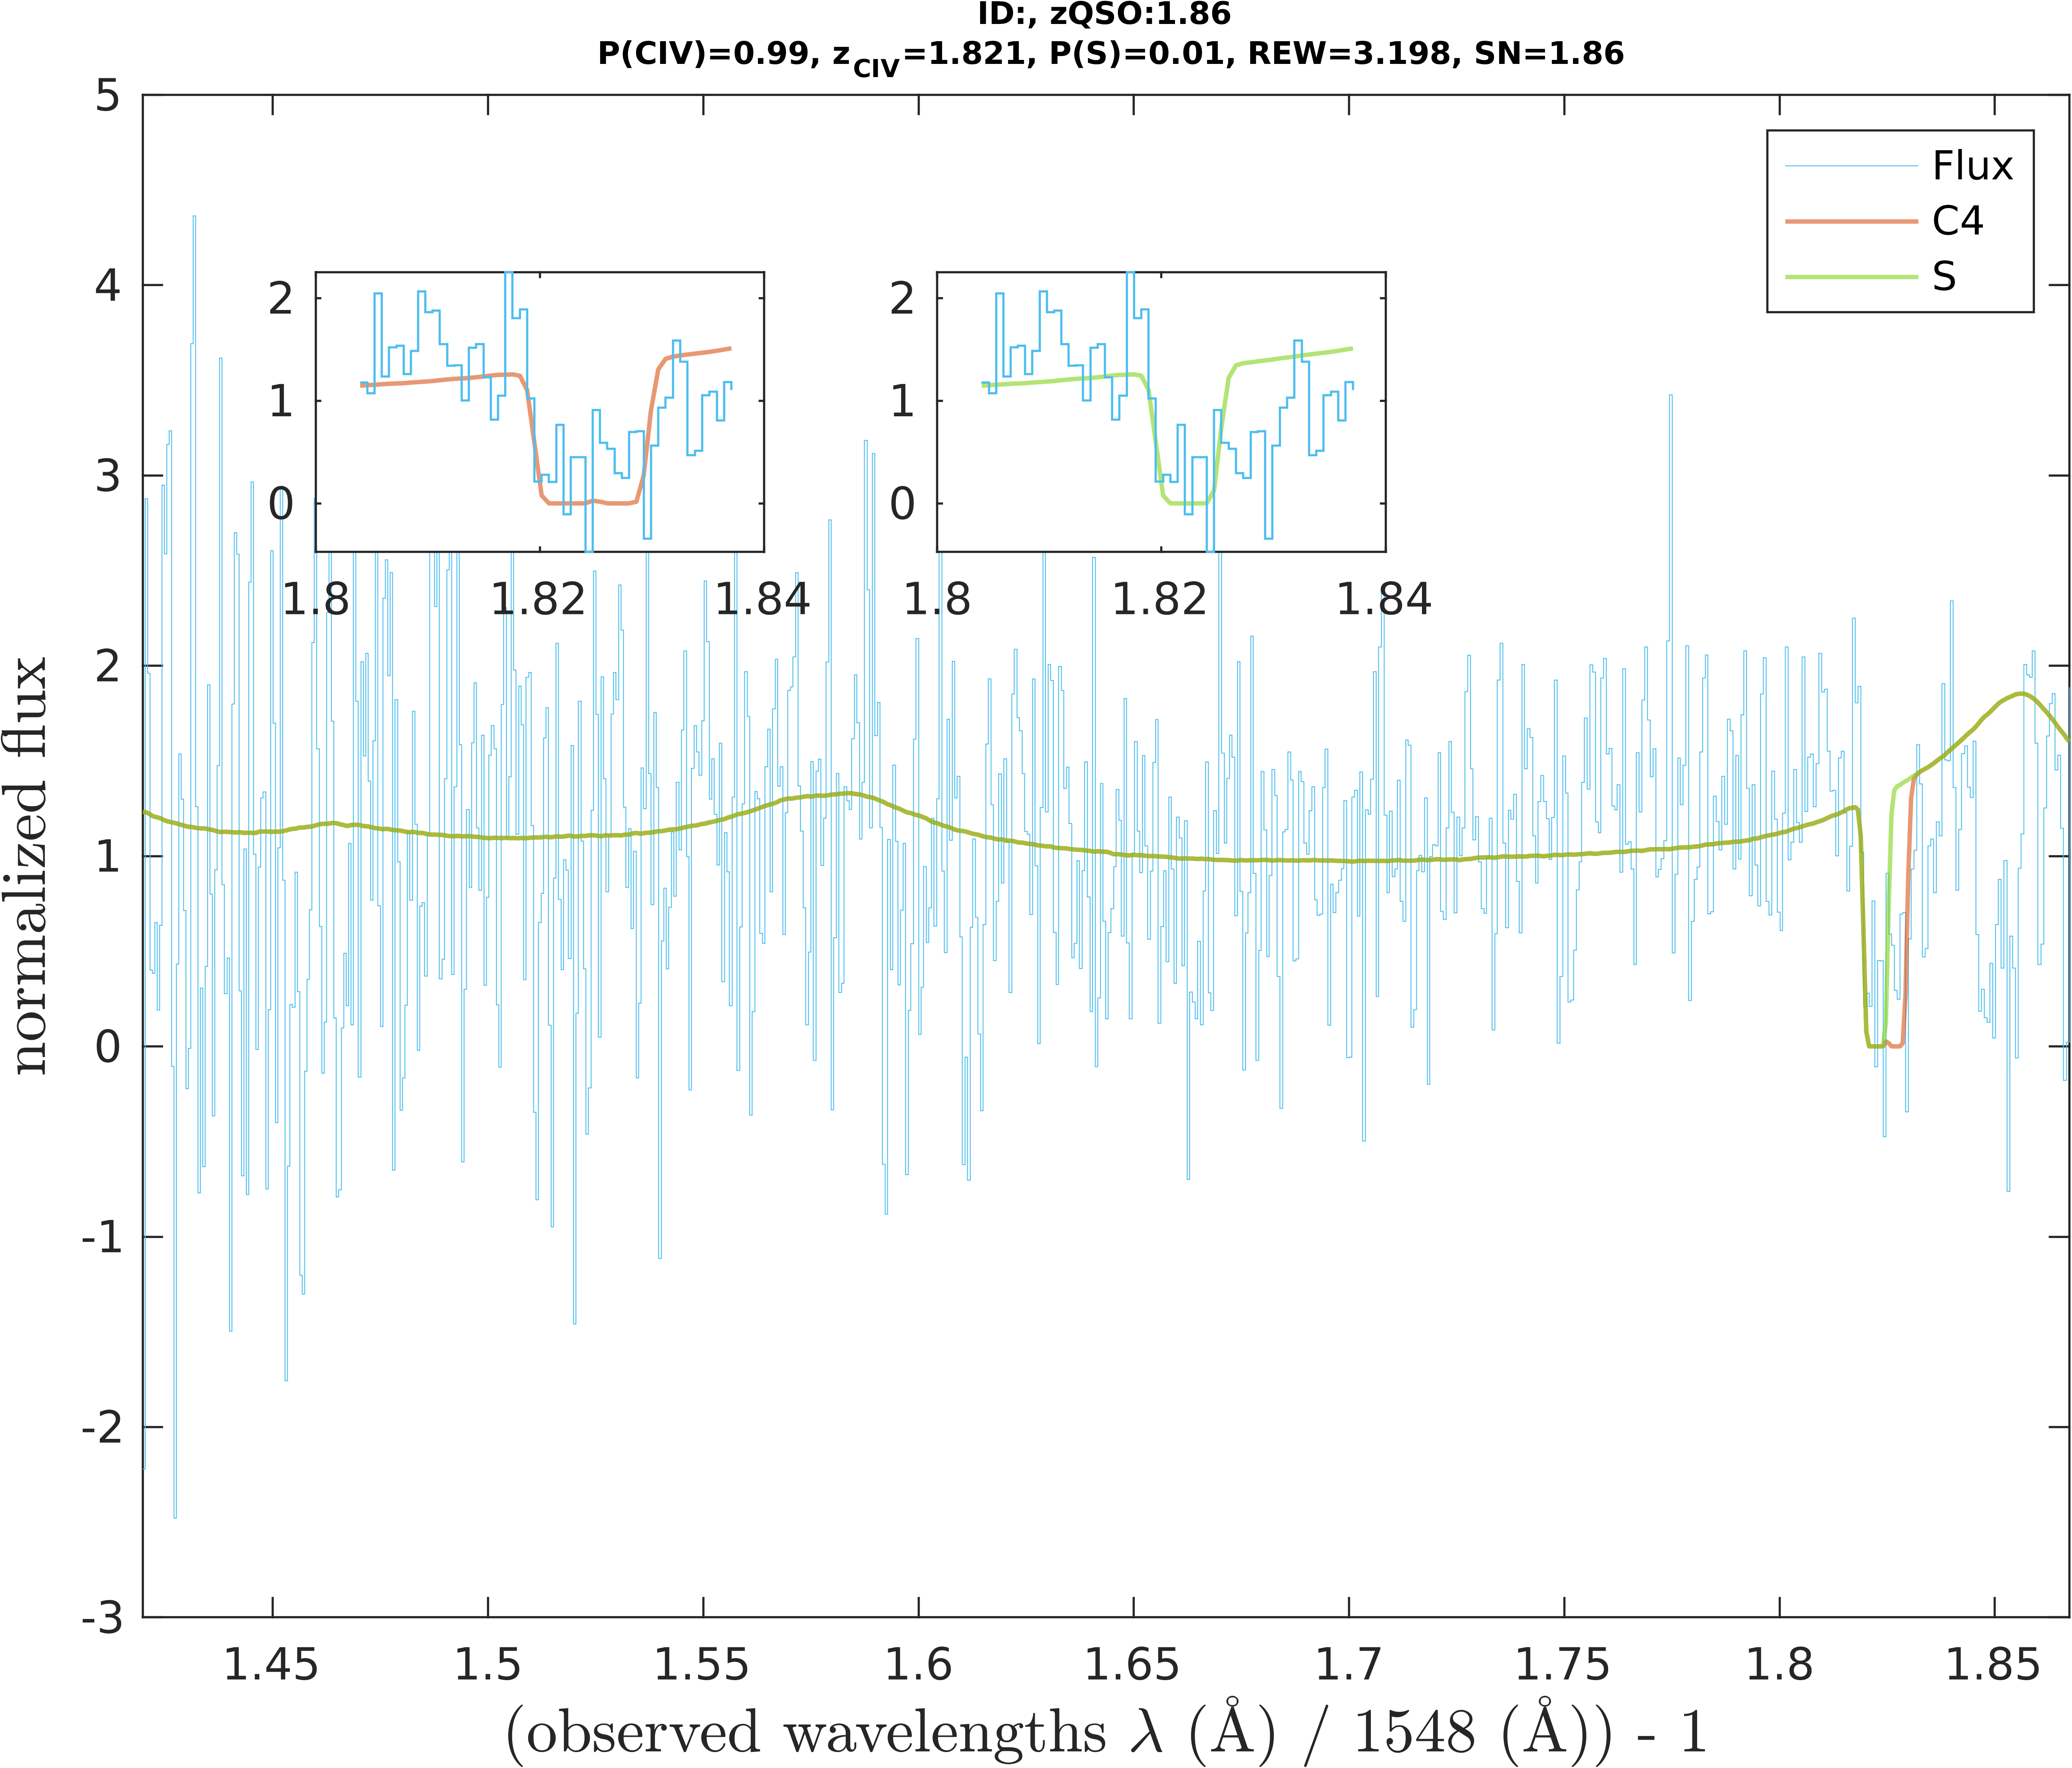 ID:, zQSO:1.86
P(CIV)=0.99, zCIV=1.821, P(S)=0.01, REW=3.198, SN=1.86
5
4
3
2
1
0
-1
-2
-3
normalized flux
Flux
C4
S
2
1
0
1.8 1.82 1.84
2
1
0
1.8 1.82 1.84
1.45 1.5 1.55 1.6 1.65 1.7 1.75 1.8 1.85
(observed wavelengths λ (Å) / 1548 (Å)) - 1